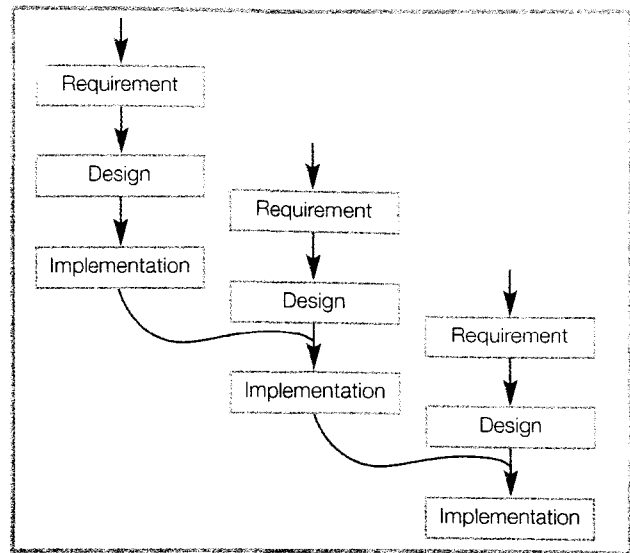 Requirement
Design
Implementation
Requirement
Design
Implementation
Requirement
Design
Implementation